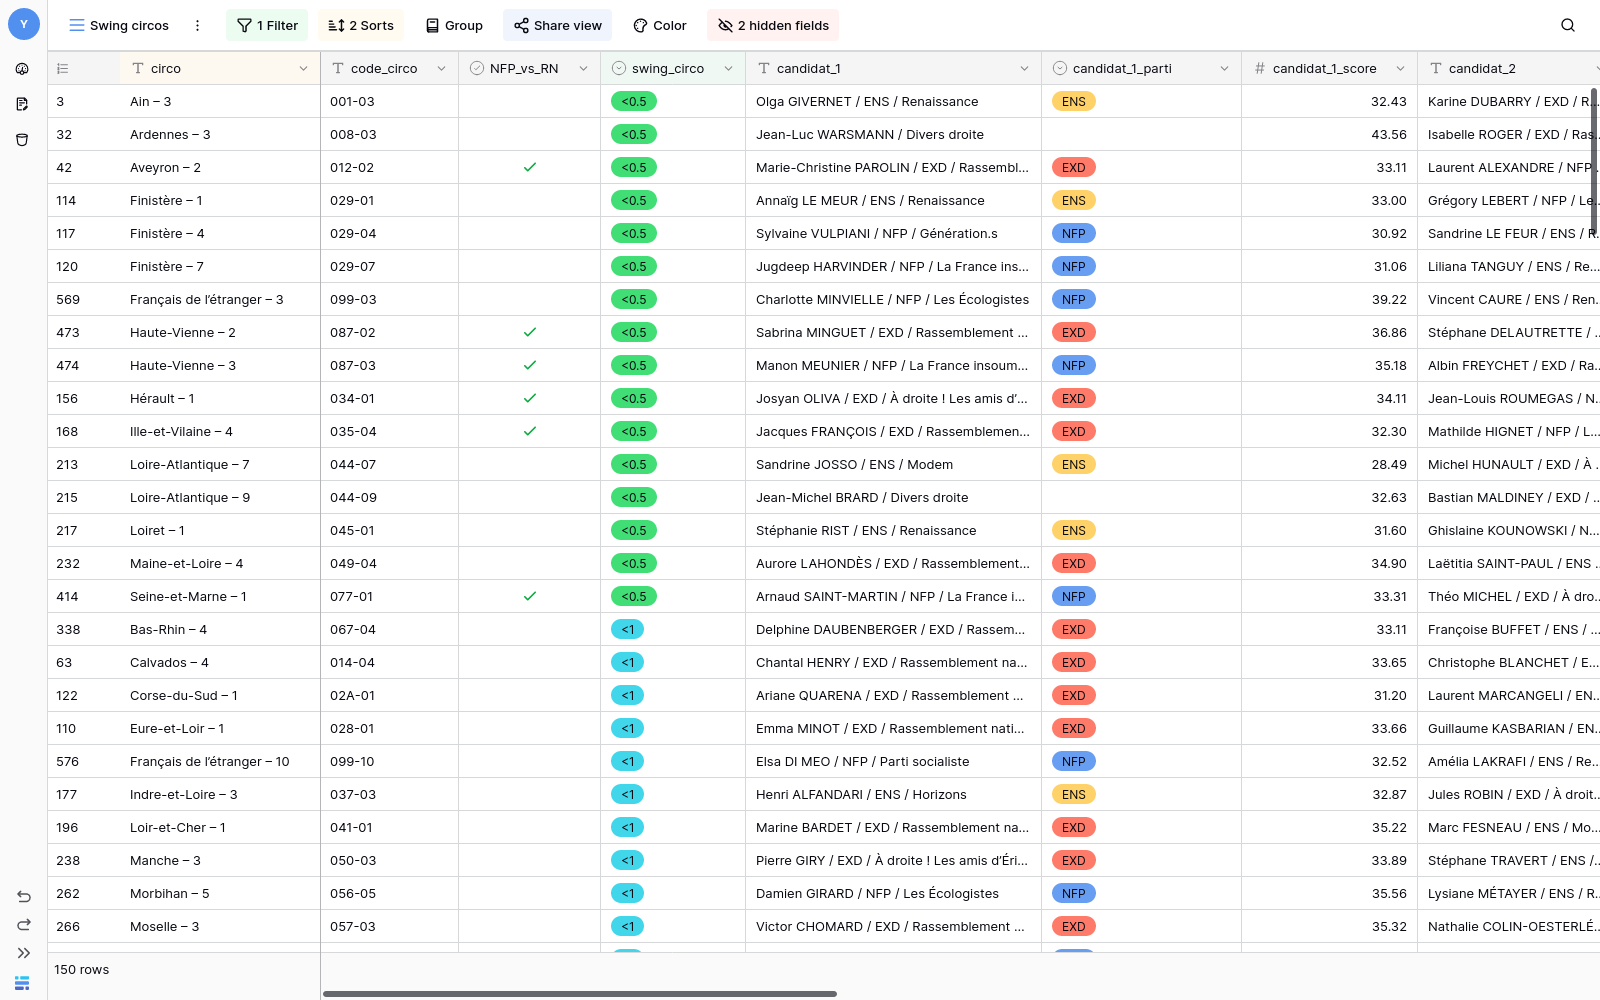 Y
Swing circos 1 Filter 2 Sorts Group Share view Color 2 hidden fields
circo code_circo NFP_vs_RN swing_circo candidat_1 candidat_1_parti # candidat_1_score candidat_2
3 Ain – 3 001-03 <0.5 Olga GIVERNET / ENS / Renaissance ENS 32.43 Karine DUBARRY / EXD / R...
32 Ardennes – 3 008-03 <0.5 Jean-Luc WARSMANN / Divers droite 43.56 Isabelle ROGER / EXD / Ras...
42 Aveyron – 2 012-02 <0.5 Marie-Christine PAROLIN / EXD / Rassembl... EXD 33.11 Laurent ALEXANDRE / NFP...
114 Finistère – 1 029-01 <0.5 Annaïg LE MEUR / ENS / Renaissance ENS 33.00 Grégory LEBERT / NFP / Le...
117 Finistère – 4 029-04 <0.5 Sylvaine VULPIANI / NFP / Génération.s NFP 30.92 Sandrine LE FEUR / ENS / R...
120 Finistère – 7 029-07 <0.5 Jugdeep HARVINDER / NFP / La France ins... NFP 31.06 Liliana TANGUY / ENS / Re...
569 Français de l’étranger – 3 099-03 <0.5 Charlotte MINVIELLE / NFP / Les Écologistes NFP 39.22 Vincent CAURE / ENS / Ren...
473 Haute-Vienne – 2 087-02 <0.5 Sabrina MINGUET / EXD / Rassemblement ... EXD 36.86 Stéphane DELAUTRETTE / ...
474 Haute-Vienne – 3 087-03 <0.5 Manon MEUNIER / NFP / La France insoum... NFP 35.18 Albin FREYCHET / EXD / Ra...
156 Hérault – 1 034-01 <0.5 Josyan OLIVA / EXD / À droite ! Les amis d’... EXD 34.11 Jean-Louis ROUMEGAS / N...
168 Ille-et-Vilaine – 4 035-04 <0.5 Jacques FRANÇOIS / EXD / Rassemblemen... EXD 32.30 Mathilde HIGNET / NFP / L...
213 Loire-Atlantique – 7 044-07 <0.5 Sandrine JOSSO / ENS / Modem ENS 28.49 Michel HUNAULT / EXD / À ...
215 Loire-Atlantique – 9 044-09 <0.5 Jean-Michel BRARD / Divers droite 32.63 Bastian MALDINEY / EXD / ...
217 Loiret – 1 045-01 <0.5 Stéphanie RIST / ENS / Renaissance ENS 31.60 Ghislaine KOUNOWSKI / N...
232 Maine-et-Loire – 4 049-04 <0.5 Aurore LAHONDÈS / EXD / Rassemblement... EXD 34.90 Laëtitia SAINT-PAUL / ENS ...
414 Seine-et-Marne – 1 077-01 <0.5 Arnaud SAINT-MARTIN / NFP / La France i... NFP 33.31 Théo MICHEL / EXD / À dro...
338 Bas-Rhin – 4 067-04 <1 Delphine DAUBENBERGER / EXD / Rassem... EXD 33.11 Françoise BUFFET / ENS / ...
63 Calvados – 4 014-04 <1 Chantal HENRY / EXD / Rassemblement na... EXD 33.65 Christophe BLANCHET / E...
122 Corse-du-Sud – 1 02A-01 <1 Ariane QUARENA / EXD / Rassemblement ... EXD 31.20 Laurent MARCANGELI / EN...
110 Eure-et-Loir – 1 028-01 <1 Emma MINOT / EXD / Rassemblement nati... EXD 33.66 Guillaume KASBARIAN / EN...
576 Français de l’étranger – 10 099-10 <1 Elsa DI MEO / NFP / Parti socialiste NFP 32.52 Amélia LAKRAFI / ENS / Re...
177 Indre-et-Loire – 3 037-03 <1 Henri ALFANDARI / ENS / Horizons ENS 32.87 Jules ROBIN / EXD / À droit...
196 Loir-et-Cher – 1 041-01 <1 Marine BARDET / EXD / Rassemblement na... EXD 35.22 Marc FESNEAU / ENS / Mo...
238 Manche – 3 050-03 <1 Pierre GIRY / EXD / À droite ! Les amis d’Éri... EXD 33.89 Stéphane TRAVERT / ENS /...
262 Morbihan – 5 056-05 <1 Damien GIRARD / NFP / Les Écologistes NFP 35.56 Lysiane MÉTAYER / ENS / R...
266 Moselle – 3 057-03 <1 Victor CHOMARD / EXD / Rassemblement ... EXD 35.32 Nathalie COLIN-OESTERLÉ...
150 rows